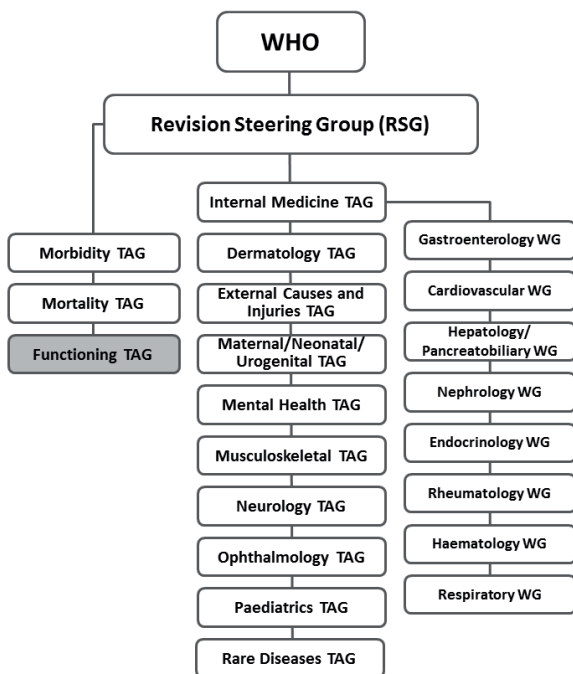 WHO
Revision Steering Group (RSG)
Morbidity TAG
Mortality TAG
Functioning TAG
Internal Medicine TAG
Dermatology TAG
External Causes and
Injuries TAG
Maternal/Neonatal/
Urogenital TAG
Mental Health TAG
Musculoskeletal TAG
Neurology TAG
Ophthalmology TAG
Paediatrics TAG
Rare Diseases TAG
Gastroenterology WG
Cardiovascular WG
Hepatology/
Pancreatobiliary WG
Nephrology WG
Endocrinology WG
Rheumatology WG
Haematology WG
Respiratory WG